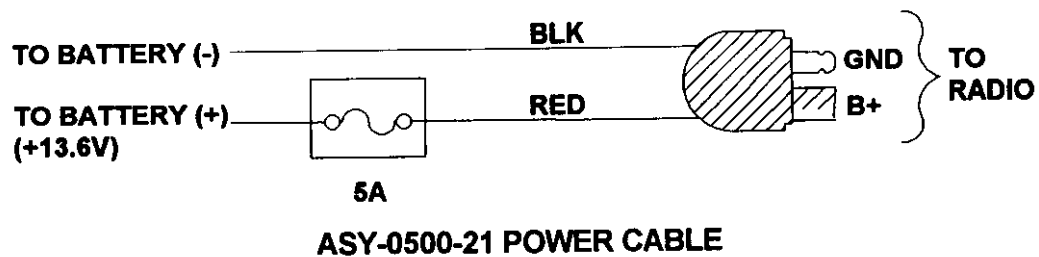 TO BATTERY (-)
BLK
GND
TO BATTERY (+)
(+13.6V)
RED
B+
TO
RADIO
5A
ASY-0500-21 POWER CABLE